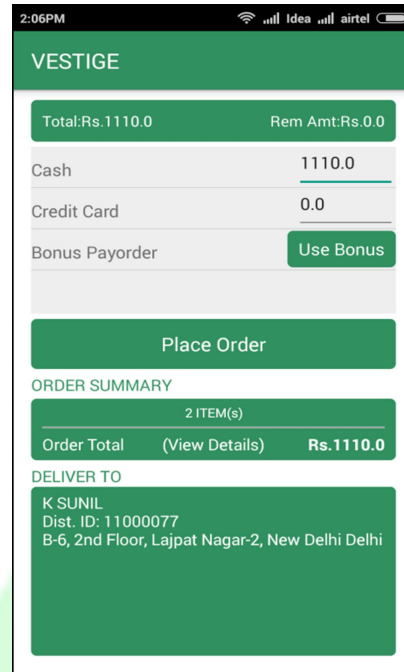 2:06PM Idea airtel
VESTIGE
Total:Rs.1110.0 Rem Amt:Rs.0.0
Cash 1110.0
Credit Card 0.0
Bonus Payorder Use Bonus
Place Order
ORDER SUMMARY
2 ITEM(s)
Order Total (View Details) Rs.1110.0
DELIVER TO
K SUNIL
Dist. ID: 11000077
B-6, 2nd Floor, Lajpat Nagar-2, New Delhi Delhi